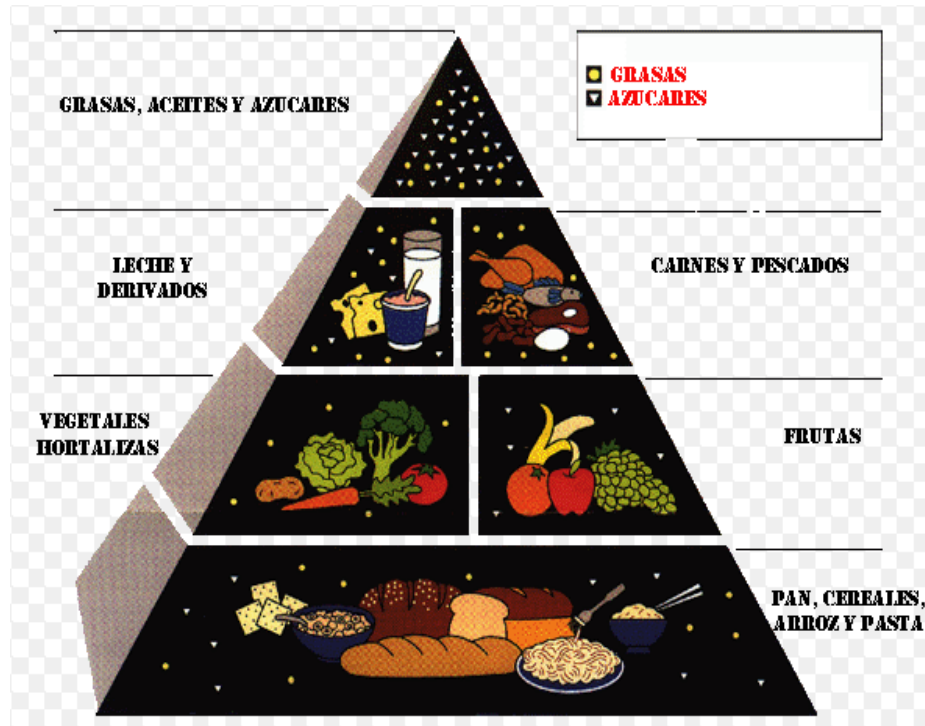 GRASAS, ACEITES Y AZUCARES
GRASAS
AZUCARES
LECHE Y
DERIVADOS
CARNES Y PESCADOS
VEGETALES
HORTALIZAS
FRUTAS
PAN, CEREALES,
ARROZ Y PASTA